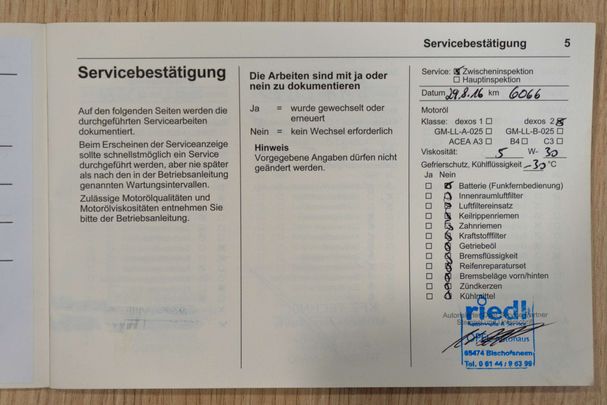 Servicebestätigung 5
Servicebestätigung
Auf den folgenden Seiten werden die
durchgeführten Servicearbeiten
dokumentiert.
Beim Erscheinen der Serviceanzeige
sollte schnellstmöglich ein Service
durchgeführt werden, aber nie später
als nach den in der Betriebsanleitung
genannten Wartungsintervallen.
Zulässige Motorölqualitäten und
Motorölviskositäten entnehmen Sie
bitte der Betriebsanleitung.
Die Arbeiten sind mit ja oder
nein zu dokumentieren
Ja = wurde gewechselt oder
erneuert
Nein = kein Wechsel erforderlich
Hinweis
Vorgegebene Angaben dürfen nicht
geändert werden.
Service: Zwischeninspektion
Hauptinspektion
Datum 29.8.16 km 6066
Motoröl
Klasse: dexos 1 dexos 2
GM-LL-A-025 GM-LL-B-025
ACEA A3 B4 C3
Viskosität: 5 W- 30
Gefrierschutz, Kühlflüssigkeit -30 °C
Ja Nein
Batterie (Funkfernbedienung)
Innenraumluftfilter
Luftfiltereinsatz
Keilrippenriemen
Zahnriemen
Kraftstofffilter
Getriebeöl
Bremsflüssigkeit
Reifenreparaturset
Bremsbeläge vorn/hinten
Zündkerzen
Kühlmittel
riedl
65474 Bischofsheim
Tel. 0 61 44 / 9 63 99